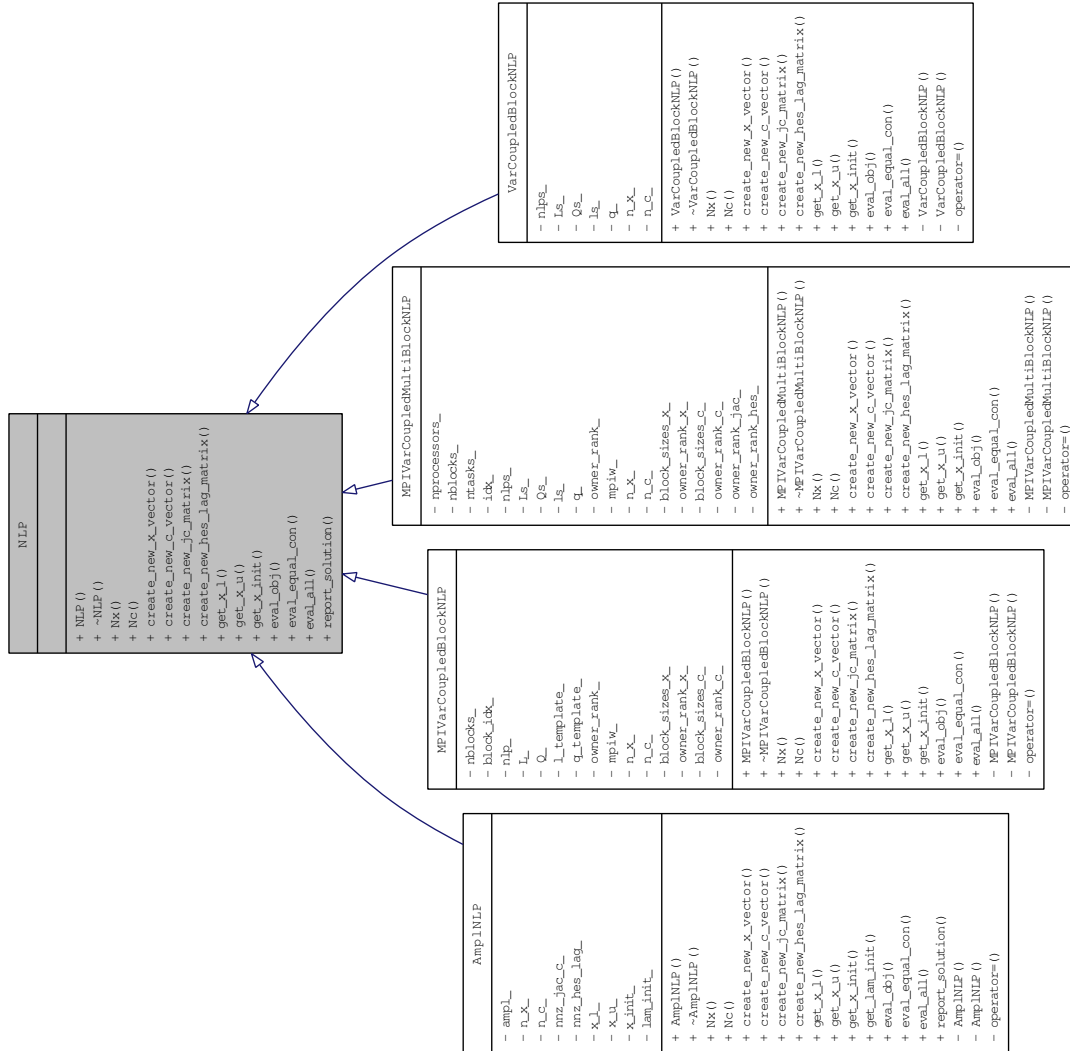 NLP
+ NLP()
+ ~NLP()
+ Nx()
+ Nc()
+ create_new_x_vector()
+ create_new_c_vector()
+ create_new_jc_matrix()
+ create_new_hes_lag_matrix()
+ get_x_l()
+ get_x_u()
+ get_x_init()
+ eval_obj()
+ eval_equal_con()
+ eval_all()
+ report_solution()
AmplNLP
- ampl_
- n_x_
- n_c_
- nnz_jac_c_
- nnz_hes_lag_
- x_l_
- x_u_
- x_init_
- lam_init_
+ AmplNLP()
+ ~AmplNLP()
+ Nx()
+ Nc()
+ create_new_x_vector()
+ create_new_c_vector()
+ create_new_jc_matrix()
+ create_new_hes_lag_matrix()
+ get_x_l()
+ get_x_u()
+ get_x_init()
+ get_lam_init()
+ eval_obj()
+ eval_equal_con()
+ eval_all()
+ report_solution()
- AmplNLP()
- AmplNLP()
- operator=()
MPIVarCoupledBlockNLP
- nblocks_
- block_idx_
- nlp_
- L_
- Q_
- l_template_
- q_template_
- owner_rank_
- mpiw_
- n_x_
- n_c_
- block_sizes_x_
- owner_rank_x_
- block_sizes_c_
- owner_rank_c_
+ MPIVarCoupledBlockNLP()
+ ~MPIVarCoupledBlockNLP()
+ Nx()
+ Nc()
+ create_new_x_vector()
+ create_new_c_vector()
+ create_new_jc_matrix()
+ create_new_hes_lag_matrix()
+ get_x_l()
+ get_x_u()
+ get_x_init()
+ eval_obj()
+ eval_equal_con()
+ eval_all()
- MPIVarCoupledBlockNLP()
- MPIVarCoupledBlockNLP()
- operator=()
MPIVarCoupledMultiBlockNLP
- nprocessors_
- nblocks_
- ntasks_
- idx_
- nlps_
- Ls_
- Qs_
- ls_
- q_
- owner_rank_
- mpiw_
- n_x_
- n_c_
- block_sizes_x_
- owner_rank_x_
- block_sizes_c_
- owner_rank_c_
- owner_rank_jac_
- owner_rank_hes_
+ MPIVarCoupledMultiBlockNLP()
+ ~MPIVarCoupledMultiBlockNLP()
+ Nx()
+ Nc()
+ create_new_x_vector()
+ create_new_c_vector()
+ create_new_jc_matrix()
+ create_new_hes_lag_matrix()
+ get_x_l()
+ get_x_u()
+ get_x_init()
+ eval_obj()
+ eval_equal_con()
+ eval_all()
- MPIVarCoupledMultiBlockNLP()
- MPIVarCoupledMultiBlockNLP()
- operator=()
VarCoupledBlockNLP
- nlps_
- Ls_
- Qs_
- ls_
- q_
- n_x_
- n_c_
+ VarCoupledBlockNLP()
+ ~VarCoupledBlockNLP()
+ Nx()
+ Nc()
+ create_new_x_vector()
+ create_new_c_vector()
+ create_new_jc_matrix()
+ create_new_hes_lag_matrix()
+ get_x_l()
+ get_x_u()
+ get_x_init()
+ eval_obj()
+ eval_equal_con()
+ eval_all()
- VarCoupledBlockNLP()
- VarCoupledBlockNLP()
- operator=()